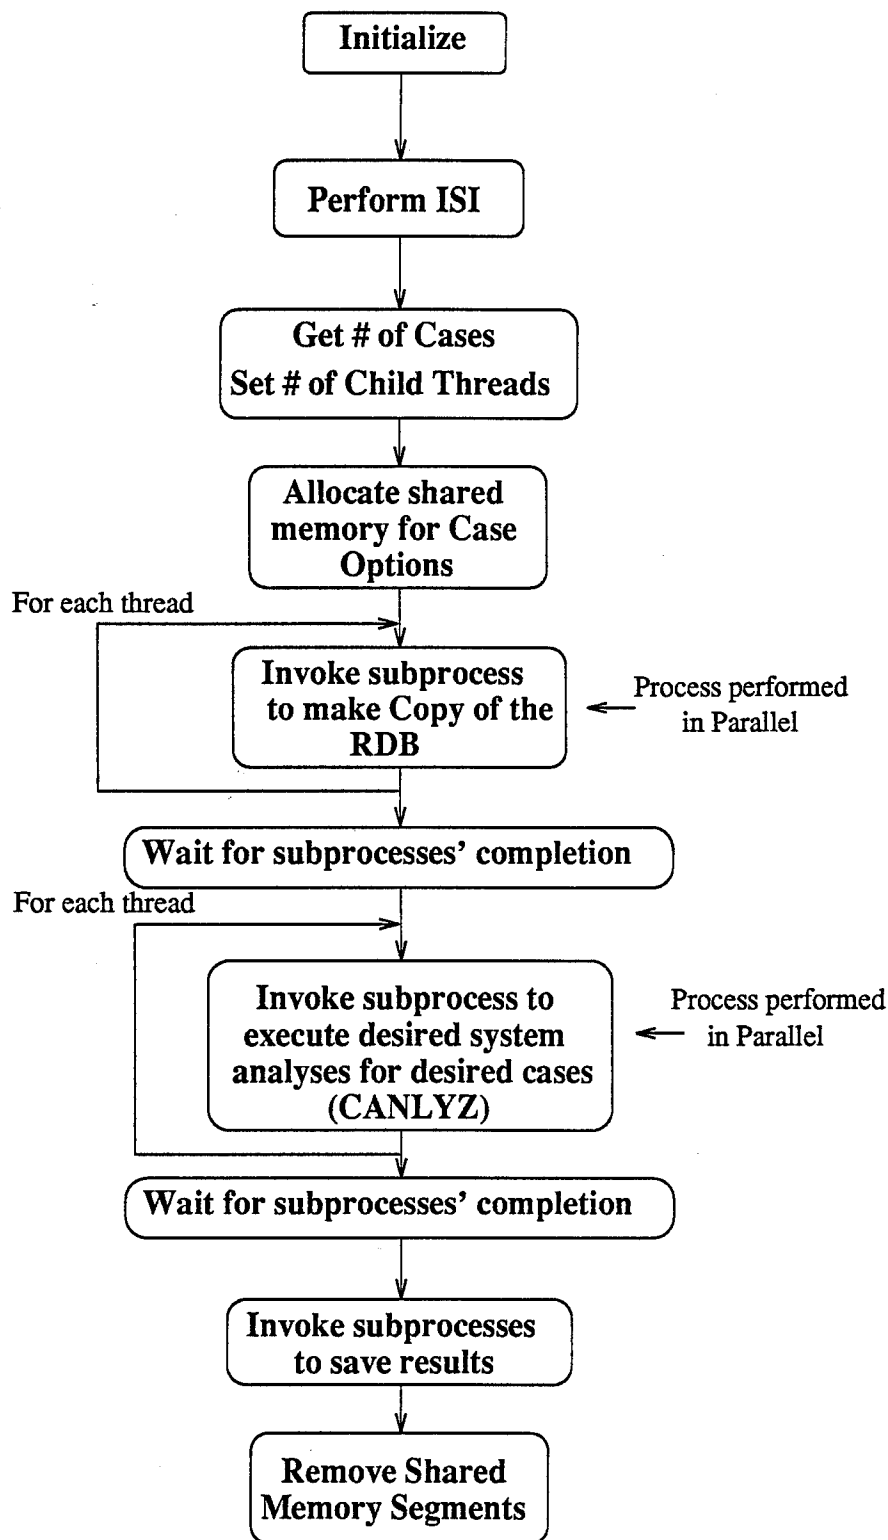 Initialize
Perform ISI
Get # of Cases
Set # of Child Threads
Allocate shared
memory for Case
Options
For each thread
Invoke subprocess
to make Copy of the
RDB
Process performed
in Parallel
Wait for subprocesses' completion
For each thread
Invoke subprocess to
execute desired system
analyses for desired cases
(CANLYZ)
Process performed
in Parallel
Wait for subprocesses' completion
Invoke subprocesses
to save results
Remove Shared
Memory Segments